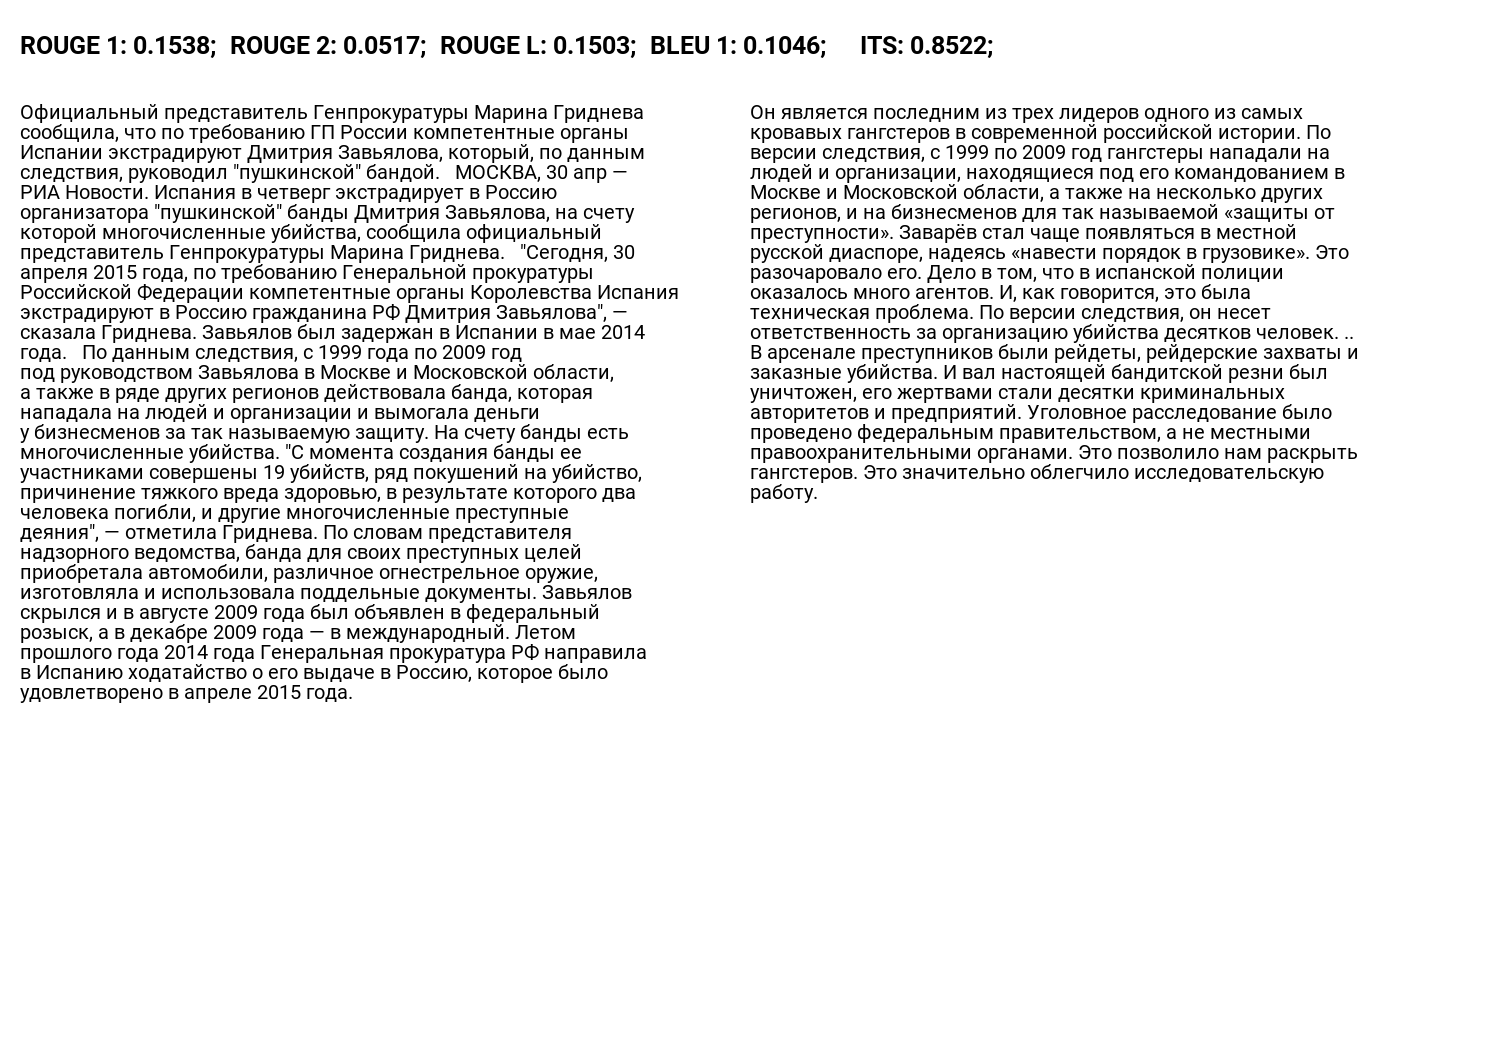 ROUGE 1: 0.1538;  ROUGE 2: 0.0517;  ROUGE L: 0.1503;  BLEU 1: 0.1046;     ITS: 0.8522;
Официальный представитель Генпрокуратуры Марина Гриднева
сообщила, что по требованию ГП России компетентные органы
Испании экстрадируют Дмитрия Завьялова, который, по данным
следствия, руководил "пушкинской" бандой.   МОСКВА, 30 апр —
РИА Новости. Испания в четверг экстрадирует в Россию
организатора "пушкинской" банды Дмитрия Завьялова, на счету
которой многочисленные убийства, сообщила официальный
представитель Генпрокуратуры Марина Гриднева.   "Сегодня, 30
апреля 2015 года, по требованию Генеральной прокуратуры
Российской Федерации компетентные органы Королевства Испания
экстрадируют в Россию гражданина РФ Дмитрия Завьялова", —
сказала Гриднева. Завьялов был задержан в Испании в мае 2014
года.   По данным следствия, с 1999 года по 2009 год
под руководством Завьялова в Москве и Московской области,
а также в ряде других регионов действовала банда, которая
нападала на людей и организации и вымогала деньги
у бизнесменов за так называемую защиту. На счету банды есть
многочисленные убийства. "С момента создания банды ее
участниками совершены 19 убийств, ряд покушений на убийство,
причинение тяжкого вреда здоровью, в результате которого два
человека погибли, и другие многочисленные преступные
деяния", — отметила Гриднева. По словам представителя
надзорного ведомства, банда для своих преступных целей
приобретала автомобили, различное огнестрельное оружие,
изготовляла и использовала поддельные документы. Завьялов
скрылся и в августе 2009 года был объявлен в федеральный
розыск, а в декабре 2009 года — в международный. Летом
прошлого года 2014 года Генеральная прокуратура РФ направила
в Испанию ходатайство о его выдаче в Россию, которое было
удовлетворено в апреле 2015 года.
Он является последним из трех лидеров одного из самых
кровавых гангстеров в современной российской истории. По
версии следствия, с 1999 по 2009 год гангстеры нападали на
людей и организации, находящиеся под его командованием в
Москве и Московской области, а также на несколько других
регионов, и на бизнесменов для так называемой «защиты от
преступности». Заварёв стал чаще появляться в местной
русской диаспоре, надеясь «навести порядок в грузовике». Это
разочаровало его. Дело в том, что в испанской полиции
оказалось много агентов. И, как говорится, это была
техническая проблема. По версии следствия, он несет
ответственность за организацию убийства десятков человек. ..
В арсенале преступников были рейдеты, рейдерские захваты и
заказные убийства. И вал настоящей бандитской резни был
уничтожен, его жертвами стали десятки криминальных
авторитетов и предприятий. Уголовное расследование было
проведено федеральным правительством, а не местными
правоохранительными органами. Это позволило нам раскрыть
гангстеров. Это значительно облегчило исследовательскую
работу.